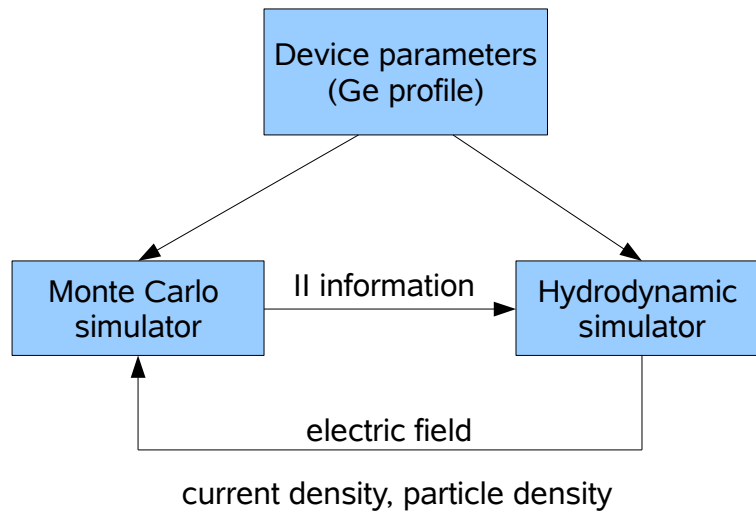 Device parameters
(Ge profile)
Monte Carlo
simulator
II information
Hydrodynamic
simulator
electric field
current density, particle density